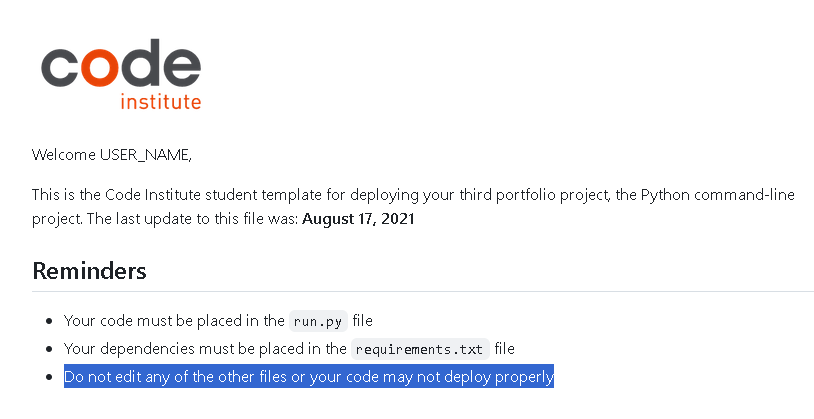 code
institute
Welcome USER_NAME,
This is the Code Institute student template for deploying your third portfolio project, the Python command-line
project. The last update to this file was: August 17, 2021
Reminders
Your code must be placed in the run.py file
Your dependencies must be placed in the requirements.txt file
Do not edit any of the other files or your code may not deploy properly